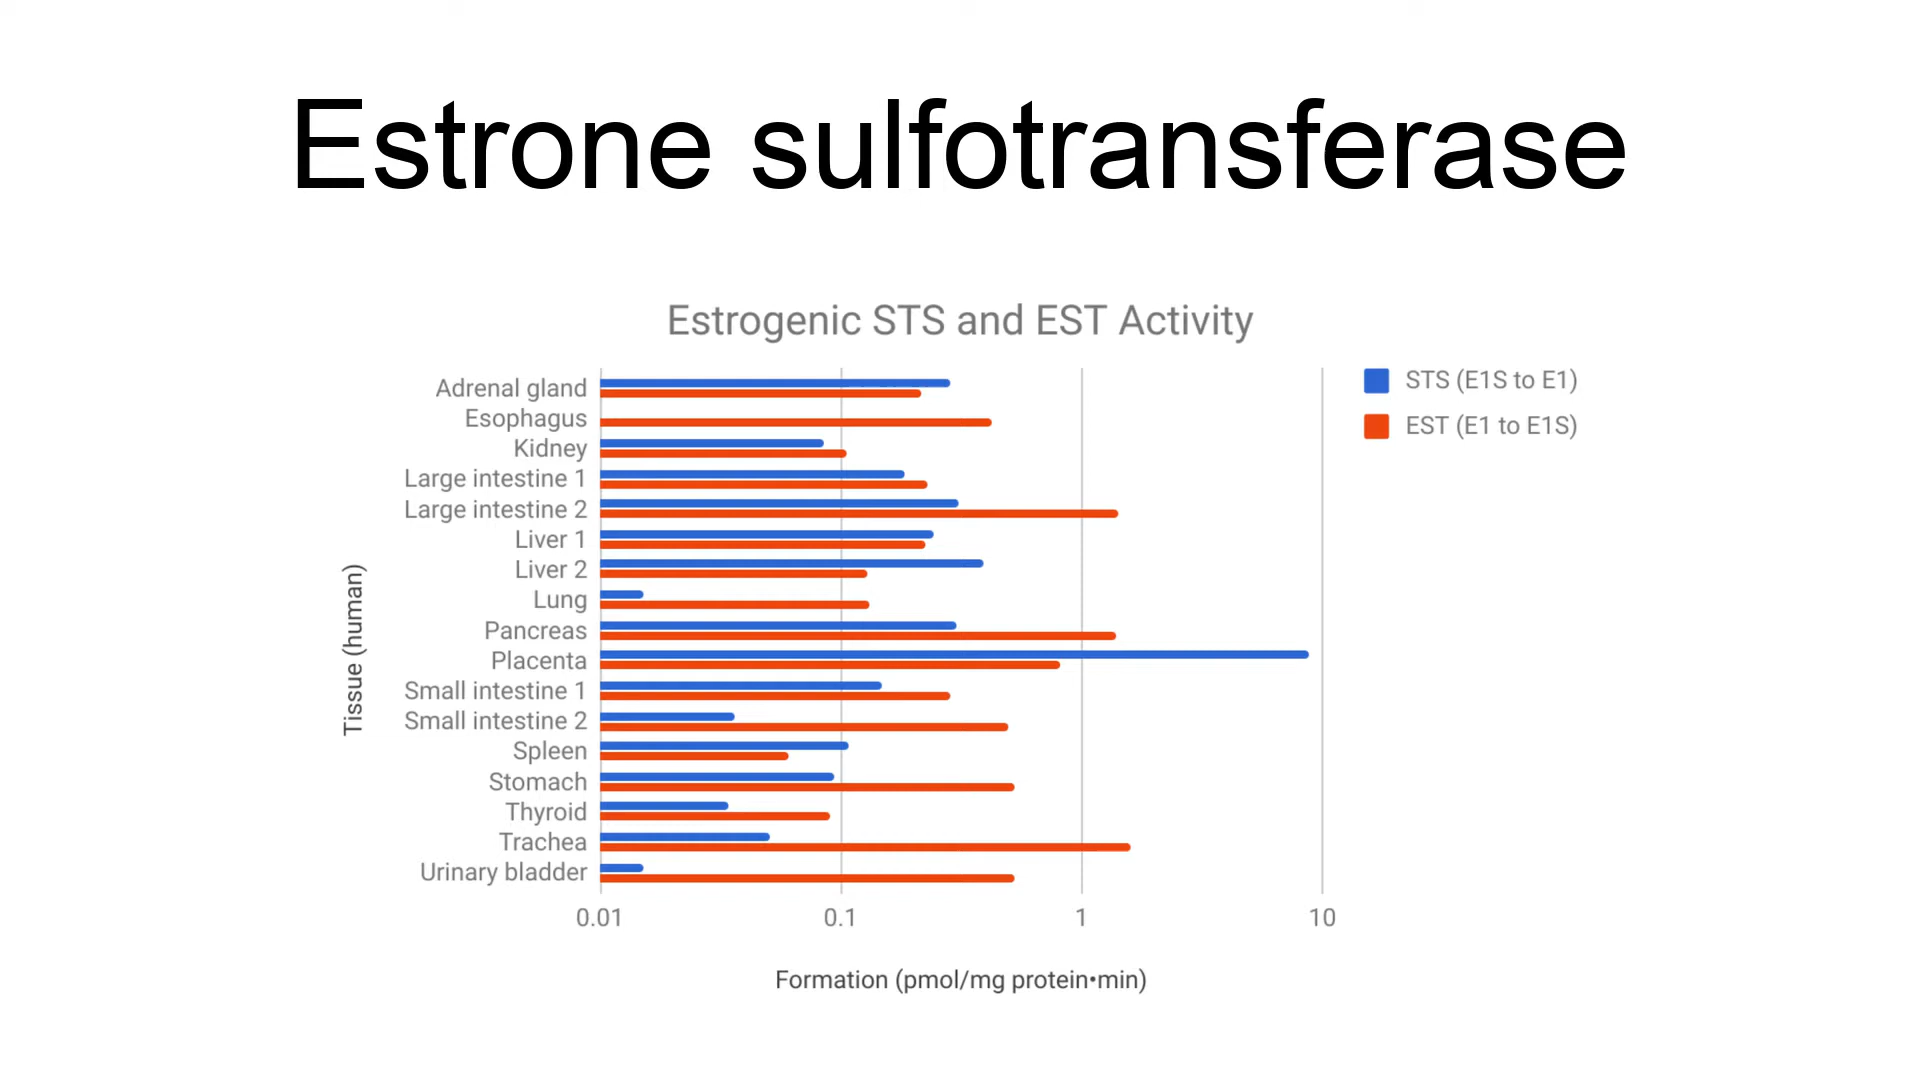 Estrone sulfotransferase
Estrogenic STS and EST Activity
STS (E1S to E1)
EST (E1 to E1S)
Tissue (human)
Adrenal gland
Esophagus
Kidney
Large intestine 1
Large intestine 2
Liver 1
Liver 2
Lung
Pancreas
Placenta
Small intestine 1
Small intestine 2
Spleen
Stomach
Thyroid
Trachea
Urinary bladder
0.01 0.1 1 10
Formation (pmol/mg protein•min)